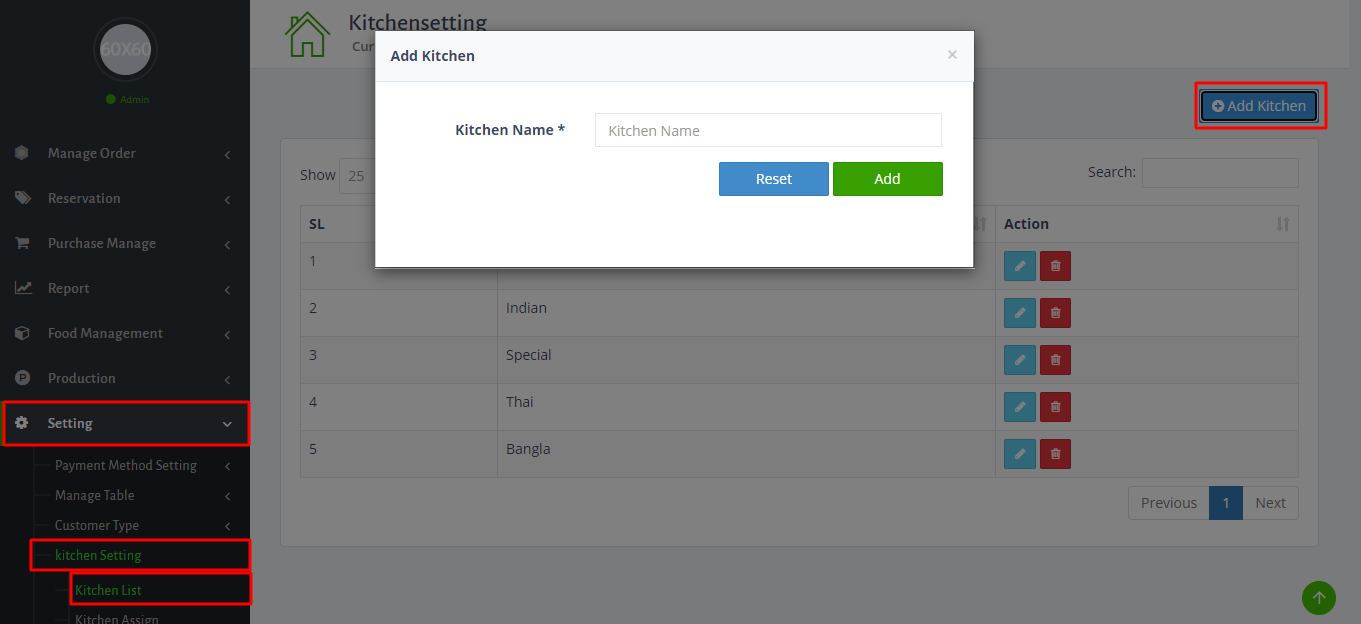 60X60
Admin
Manage Order
Reservation
Purchase Manage
Report
Food Management
Production
Setting
Payment Method Setting
Manage Table
Customer Type
kitchen Setting
Kitchen List
Kitchen Assign
Kitchensetting
Cur
Add Kitchen
×
Kitchen Name *
Kitchen Name
Reset
Add
Add Kitchen
Show 25
Search:
SL
Action
1
2 Indian
3 Special
4 Thai
5 Bangla
Previous 1 Next